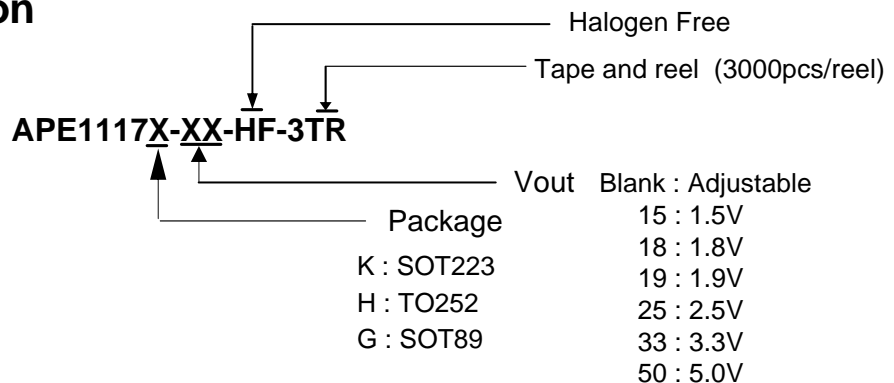 Halogen Free
Tape and reel (3000pcs/reel)
APE1117X-XX-HF-3TR
Vout Blank : Adjustable
15 : 1.5V
18 : 1.8V
19 : 1.9V
25 : 2.5V
33 : 3.3V
50 : 5.0V
Package
K : SOT223
H : TO252
G : SOT89